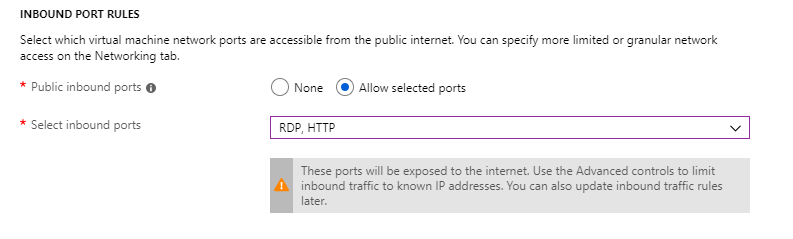 INBOUND PORT RULES
Select which virtual machine network ports are accessible from the public internet. You can specify more limited or granular network
access on the Networking tab.
* Public inbound ports
None
Allow selected ports
* Select inbound ports
RDP, HTTP
These ports will be exposed to the internet. Use the Advanced controls to limit
inbound traffic to known IP addresses. You can also update inbound traffic rules
later.